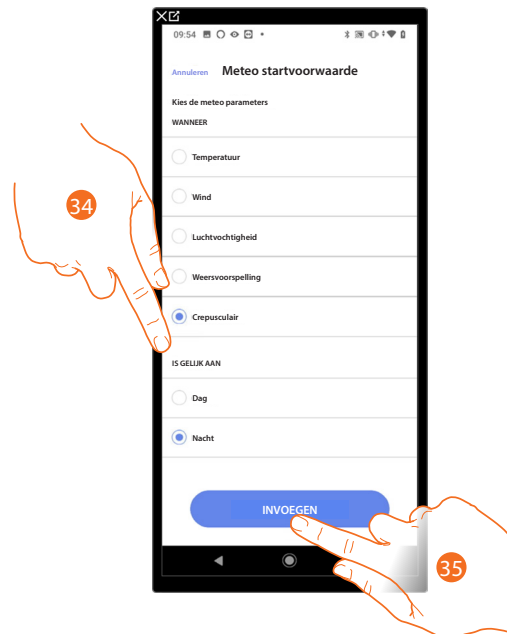 09:54
Annuleren Meteo startvoorwaarde
Kies de meteo parameters
WANNEER
Temperatuur
Wind
Luchtvochtigheid
Weersvoorspelling
Crepusculair
34
IS GELIJK AAN
Dag
Nacht
INVOEGEN
35